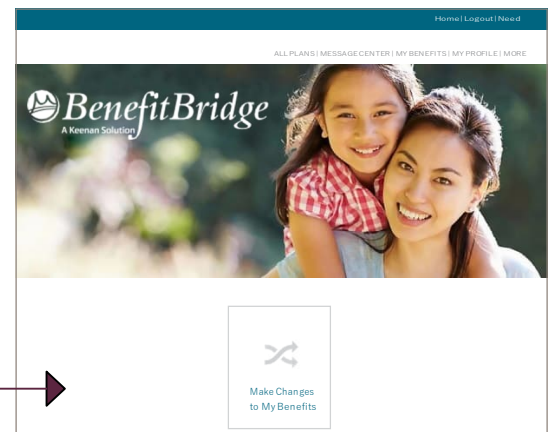 Home|Logout|Need
ALL PLANS| MESSAGE CENTER| MY BENEFITS| MY PROFILE| MORE
BenefitBridge
A Keenan Solution
Make Changes
to My Benefits